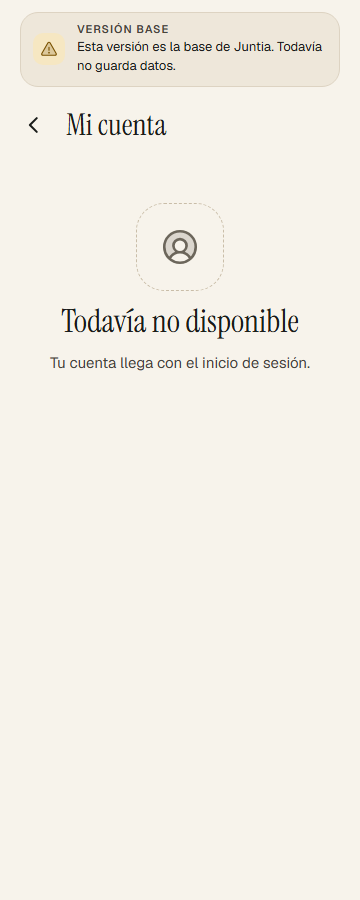 VERSIÓN BASE
Esta versión es la base de Juntia. Todavía
no guarda datos.
Mi cuenta
Todavía no disponible
Tu cuenta llega con el inicio de sesión.